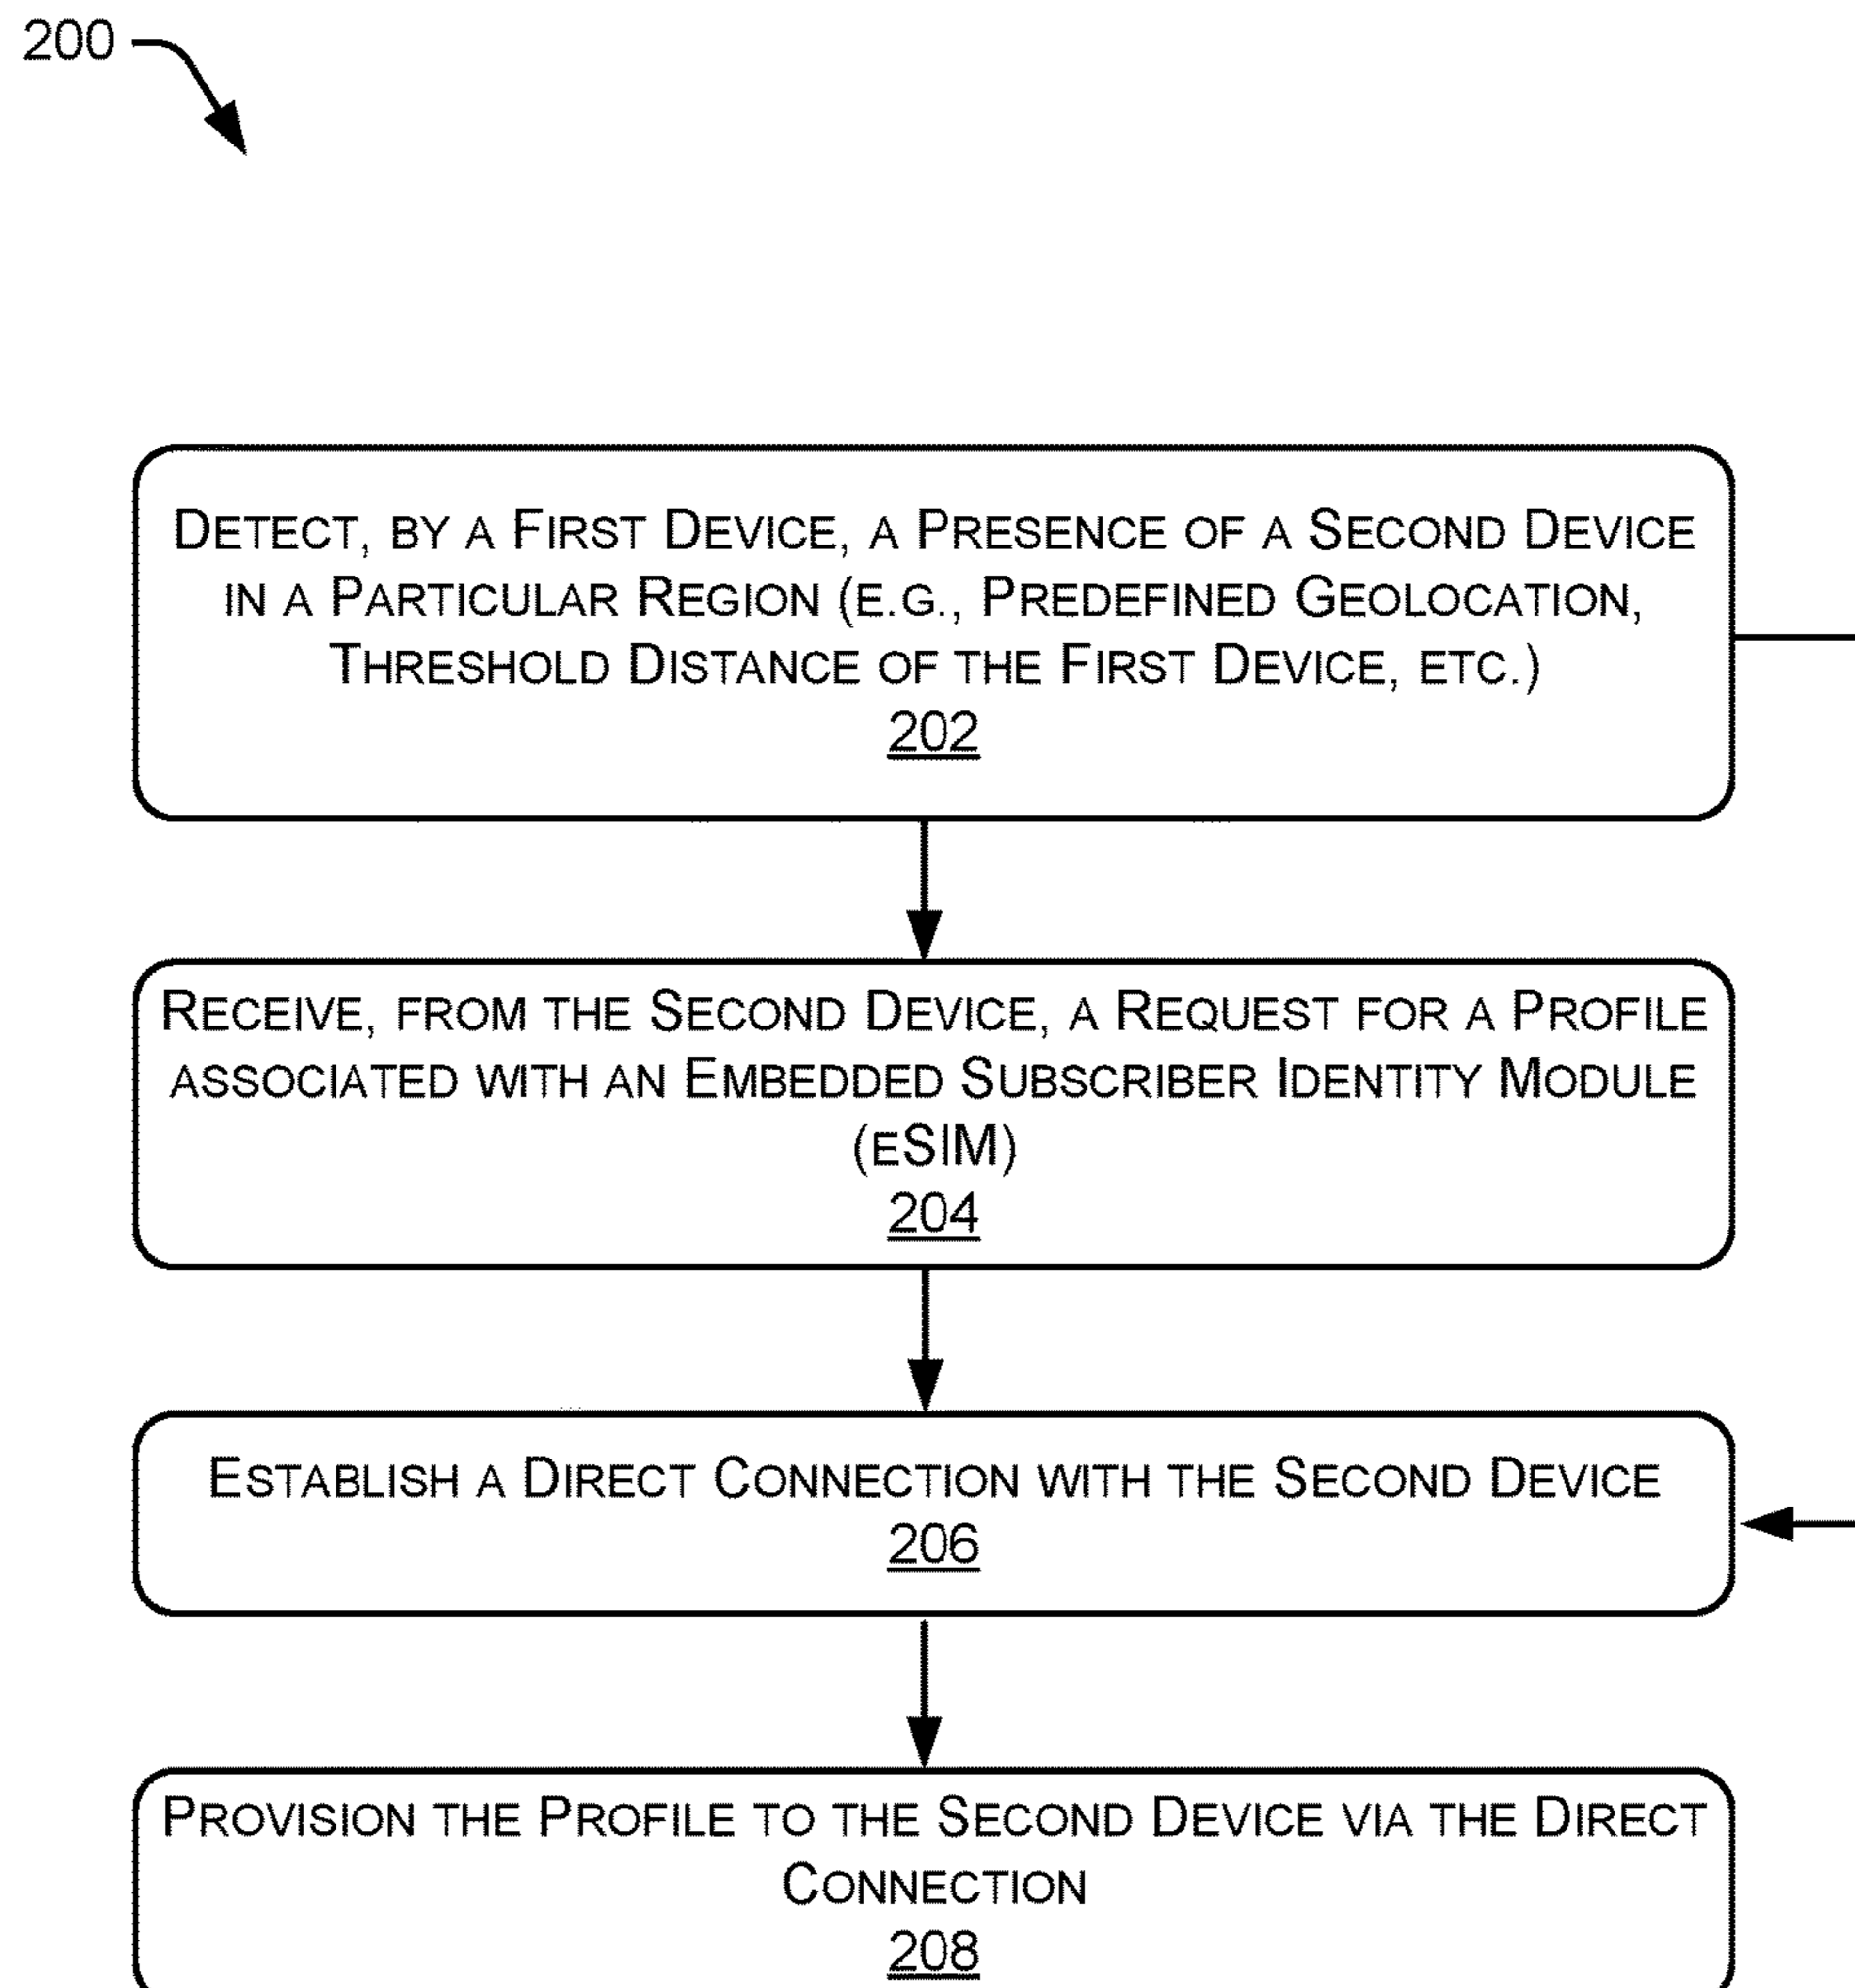 200
DETECT, BY A FIRST DEVICE, A PRESENCE OF A SECOND DEVICE
IN A PARTICULAR REGION (E.G., PREDEFINED GEOLOCATION,
THRESHOLD DISTANCE OF THE FIRST DEVICE, ETC.)
202
RECEIVE, FROM THE SECOND DEVICE, A REQUEST FOR A PROFILE
ASSOCIATED WITH AN EMBEDDED SUBSCRIBER IDENTITY MODULE
(ESIM)
204
ESTABLISH A DIRECT CONNECTION WITH THE SECOND DEVICE
206
PROVISION THE PROFILE TO THE SECOND DEVICE VIA THE DIRECT
CONNECTION
208